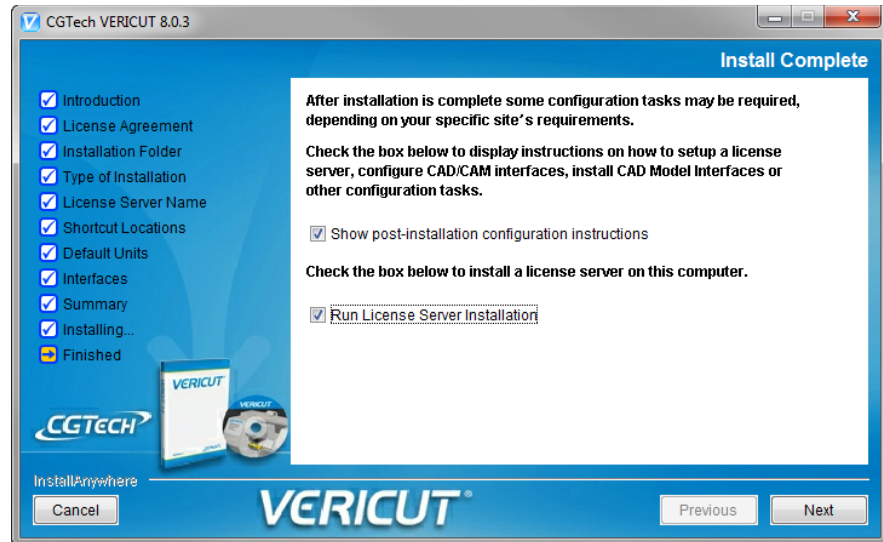 CGTech VERICUT 8.0.3
Install Complete
Introduction
License Agreement
Installation Folder
Type of Installation
License Server Name
Shortcut Locations
Default Units
Interfaces
Summary
Installing...
Finished
After installation is complete some configuration tasks may be required,
depending on your specific site's requirements.
Check the box below to display instructions on how to setup a license
server, configure CAD/CAM interfaces, install CAD Model Interfaces or
other configuration tasks.
Show post-installation configuration instructions
Check the box below to install a license server on this computer.
Run License Server Installation
VERICUT
VERICUT
CGTECH
InstallAnywhere
Cancel
VERICUT®
Previous
Next